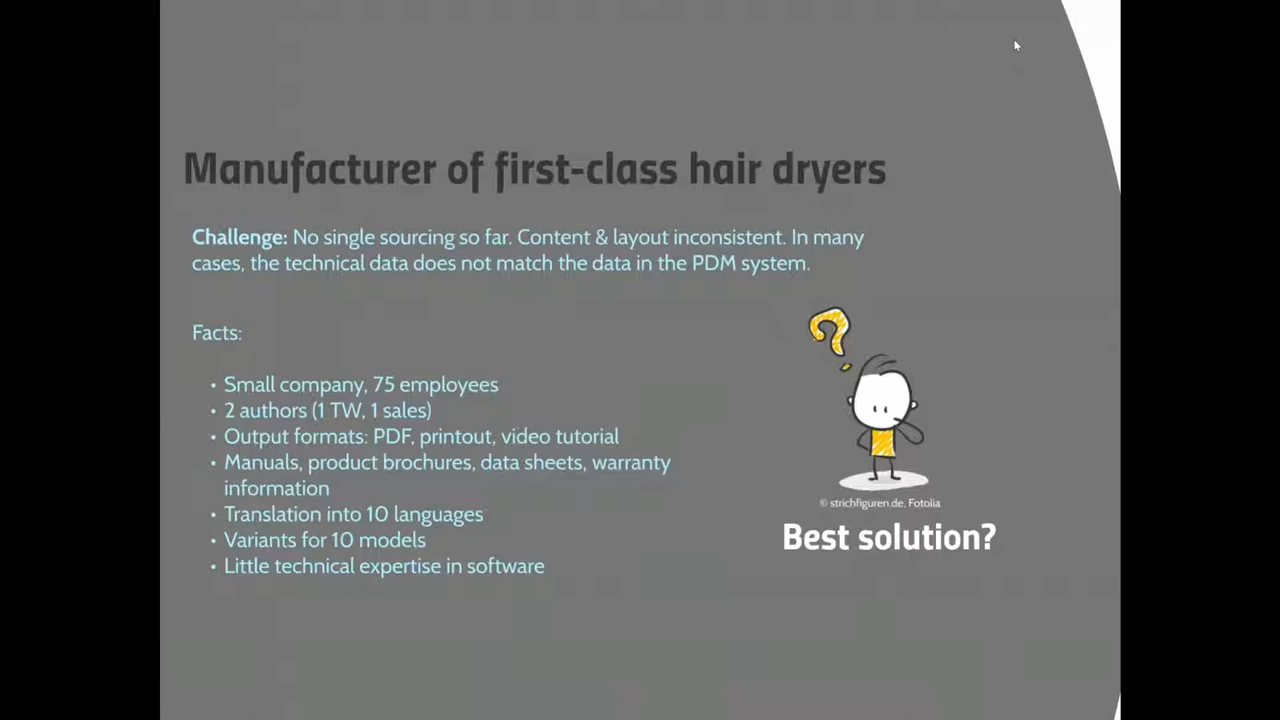 Manufacturer of first-class hair dryers
Challenge: No single sourcing so far. Content & layout inconsistent. In many
cases, the technical data does not match the data in the PDM system.
Facts:
• Small company, 75 employees
• 2 authors (1 TW, 1 sales)
• Output formats: PDF, printout, video tutorial
• Manuals, product brochures, data sheets, warranty
information
• Translation into 10 languages
• Variants for 10 models
• Little technical expertise in software
?
© strichfiguren.de, Fotolia
Best solution?